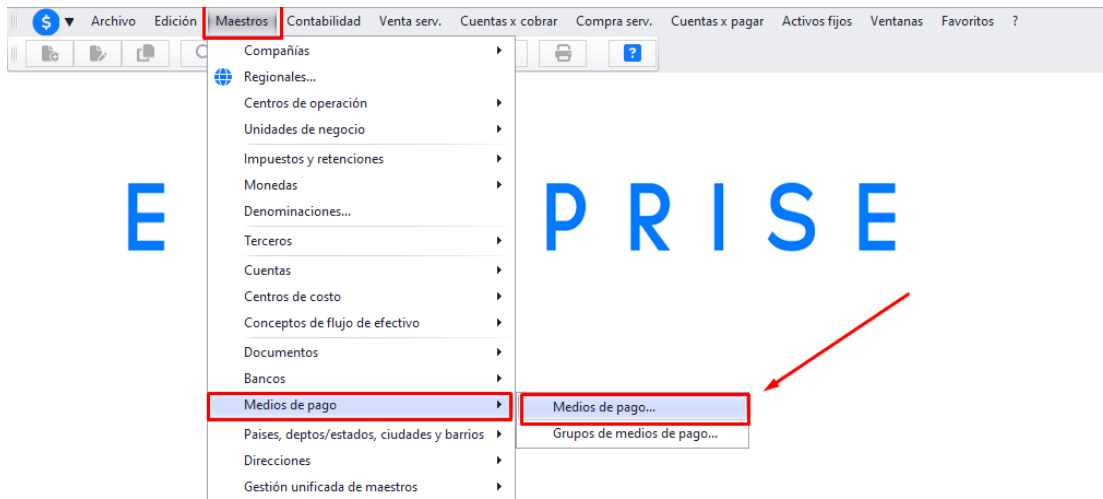 $ Archivo Edición Maestros Contabilidad Venta serv. Cuentas x cobrar Compra serv. Cuentas x pagar Activos fijos Ventanas Favoritos ?
?
Compañías
Regionales...
Centros de operación
Unidades de negocio
Impuestos y retenciones
Monedas
Denominaciones...
E PRISE
Terceros
Cuentas
Centros de costo
Conceptos de flujo de efectivo
Documentos
Bancos
Medios de pago
Medios de pago...
Paises, deptos/estados, ciudades y barrios
Grupos de medios de pago...
Direcciones
Gestión unificada de maestros